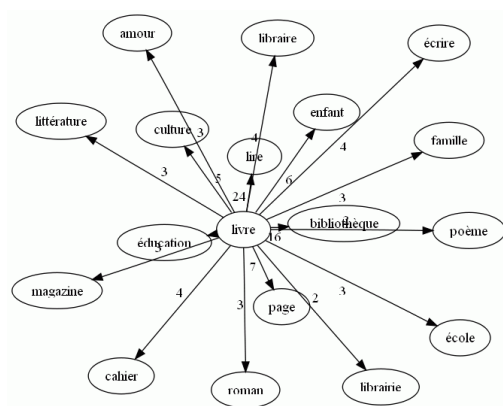 amour
libraire
écrire
littérature
culture
enfant
3
4
lire
4
famille
3
5
6
24
3
livre
bibliothèque
poème
éducation
16
3
7
magazine
4
3
page
2
3
école
cahier
roman
librairie